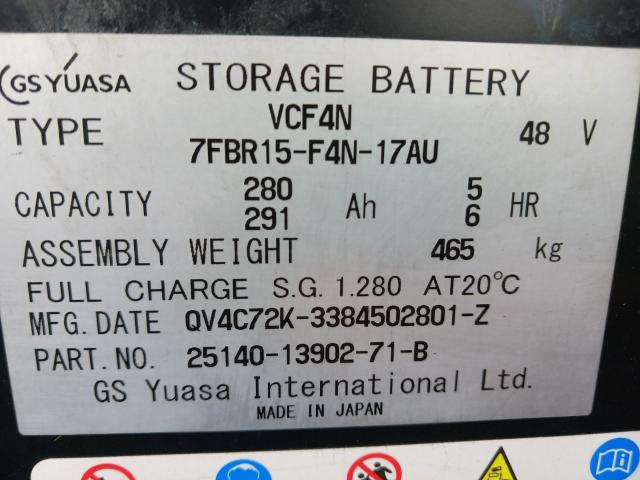 GS YUASA STORAGE BATTERY
TYPE VCF4N 48 V
7FBR15-F4N-17AU
CAPACITY 280 Ah 5 HR
291 6
ASSEMBLY WEIGHT 465 kg
FULL CHARGE S.G. 1.280 AT20℃
MFG. DATE QV4C72K-3384502801-Z
PART. NO. 25140-13902-71-B
GS Yuasa International Ltd.
MADE IN JAPAN